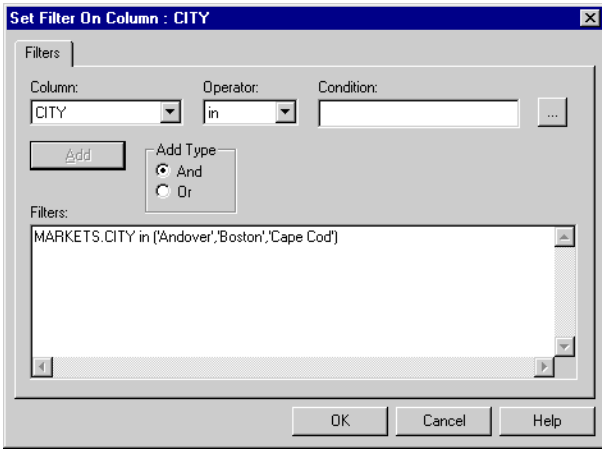 Set Filter On Column : CITY
Filters
Column: Operator: Condition:
CITY in ...
Add
Add Type
And
Or
Filters:
MARKETS.CITY in ('Andover','Boston','Cape Cod')
OK Cancel Help